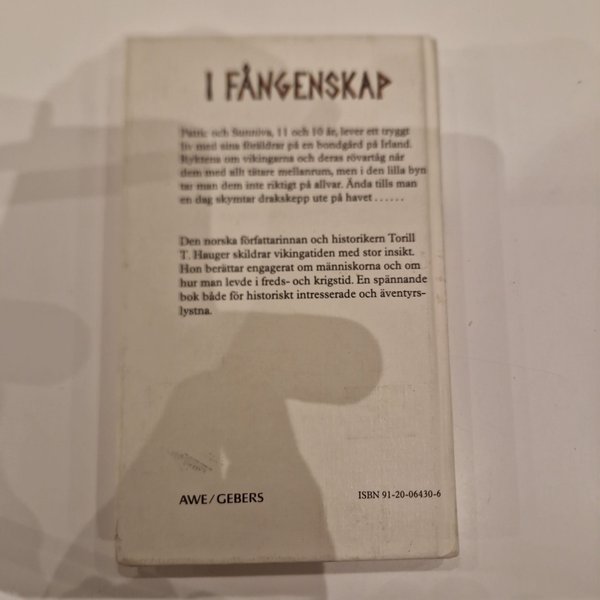 I FÅNGENSKAP
Patric och Sunniva, 11 och 10 år, lever ett tryggt
liv med sina föräldrar på en bondgård på Irland.
Ryktena om vikingarna och deras rövartåg når
dem med allt tätare mellanrum, men i den lilla byn
tar man dem inte riktigt på allvar. Ända tills man
en dag skymtar drakskepp ute på havet ......
Den norska författarinnan och historikern Torill
T. Hauger skildrar vikingatiden med stor insikt.
Hon berättar engagerat om människorna och om
hur man levde i freds- och krigstid. En spännande
bok både för historiskt intresserade och äventyrs-
lystna.
AWE/GEBERS
ISBN 91-20-06430-6